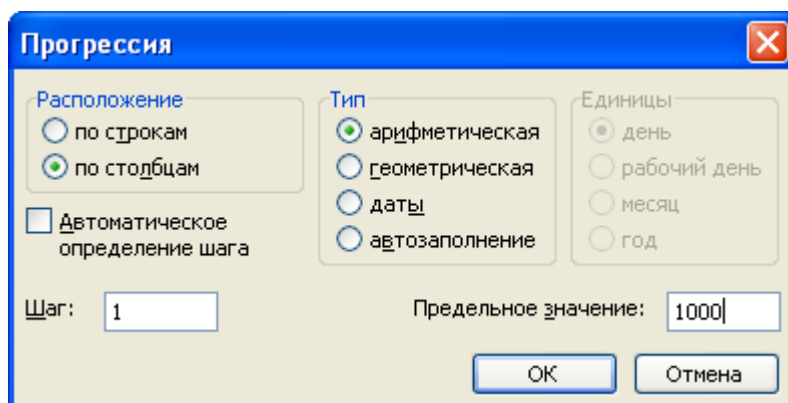 Прогрессия
Расположение
по строкам
по столбцам
Автоматическое
определение шага
Тип
арифметическая
геометрическая
даты
автозаполнение
Единицы
день
рабочий день
месяц
год
Шаг:
1
Предельное значение:
1000
ОК
Отмена